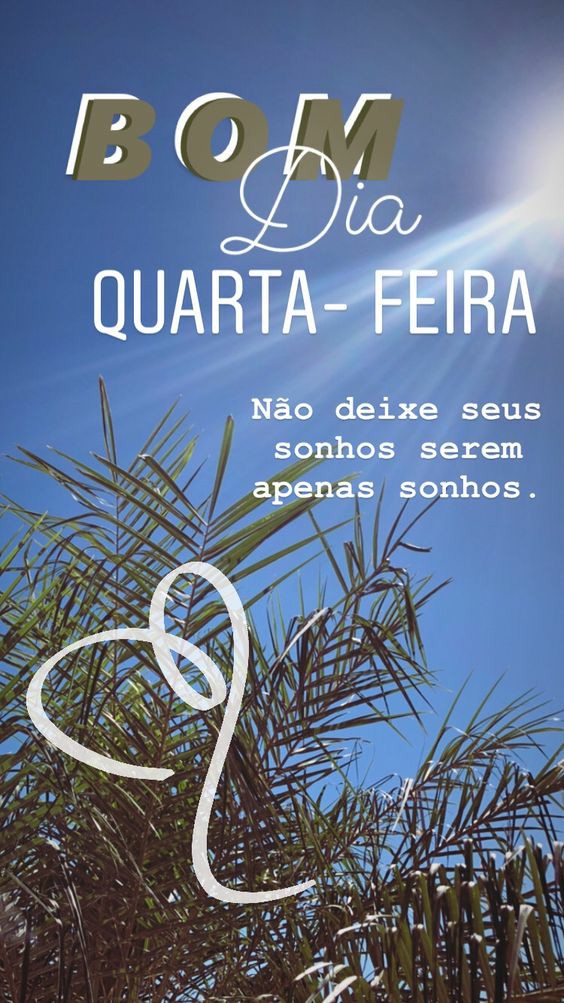 BOM
Dia
QUARTA- FEIRA
Não deixe seus
sonhos serem
apenas sonhos.